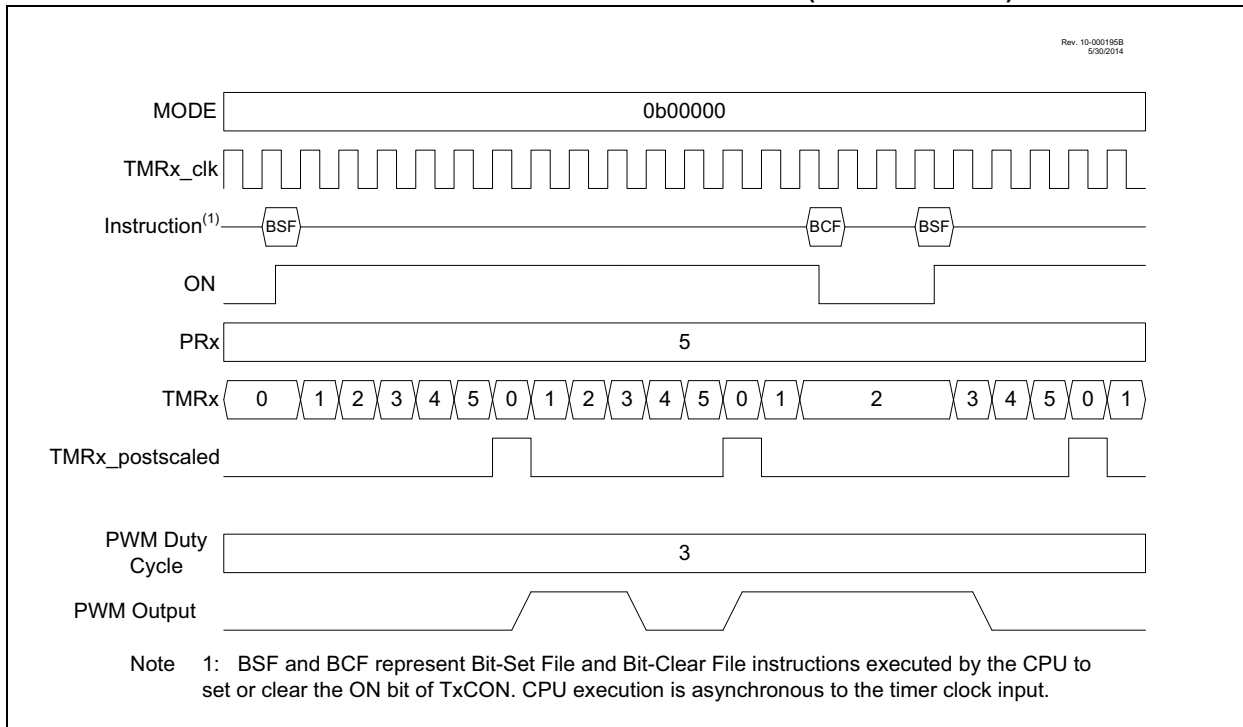 Rev. 10-000195B
5/30/2014
MODE 0b00000
TMRx_clk
Instruction(1) BSF BCF BSF
ON
PRx 5
TMRx 0 1 2 3 4 5 0 1 2 3 4 5 0 1 2 3 4 5 0 1
TMRx_postscaled
PWM Duty
Cycle 3
PWM Output
Note 1: BSF and BCF represent Bit-Set File and Bit-Clear File instructions executed by the CPU to
set or clear the ON bit of TxCON. CPU execution is asynchronous to the timer clock input.